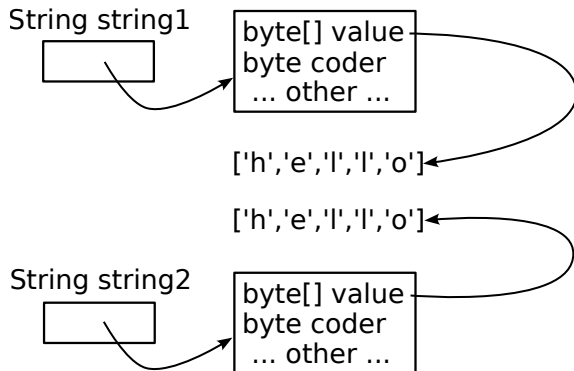 String string1
byte[] value
byte coder
... other ...
['h','e','l','l','o']
['h','e','l','l','o']
String string2
byte[] value
byte coder
... other ...